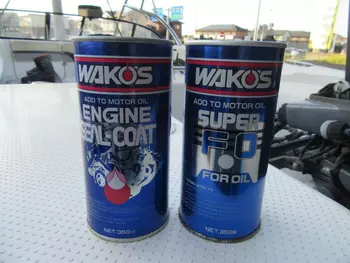 WAKO'S
ADD TO MOTOR OIL
ENGINE
SEAL COAT
NET.350
WAKO'S
ADD TO MOTOR OIL
SUPER
FOR OIL
NET.350